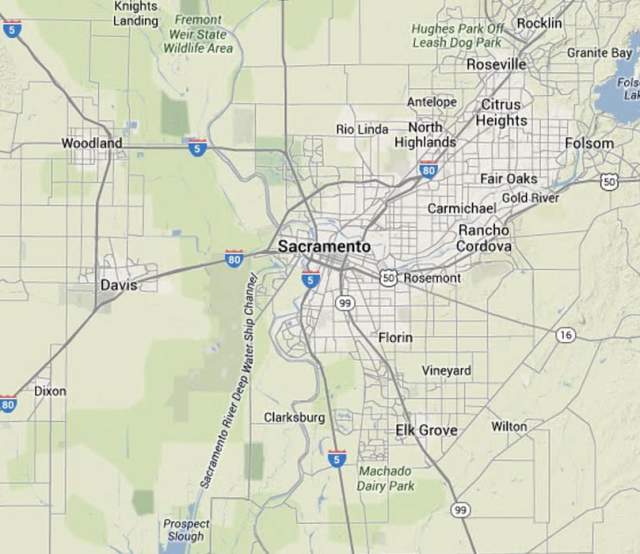 Knights
Landing
Fremont
Weir State
Wildlife Area
Rocklin
Hughes Park Off
Leash Dog Park
5
Granite Bay
Roseville
Antelope
Citrus
Heights
Rio Linda
North
Highlands
Woodland
5
Folsom
80
Fair Oaks
50
Gold River
Carmichael
Rancho
Cordova
Sacramento
80
5
50
Rosemont
Davis
Sacramento River Deep Water Ship Channel
99
16
Florin
Vineyard
Dixon
80
Clarksburg
Elk Grove
Wilton
5
Machado
Dairy Park
99
Prospect
Slough